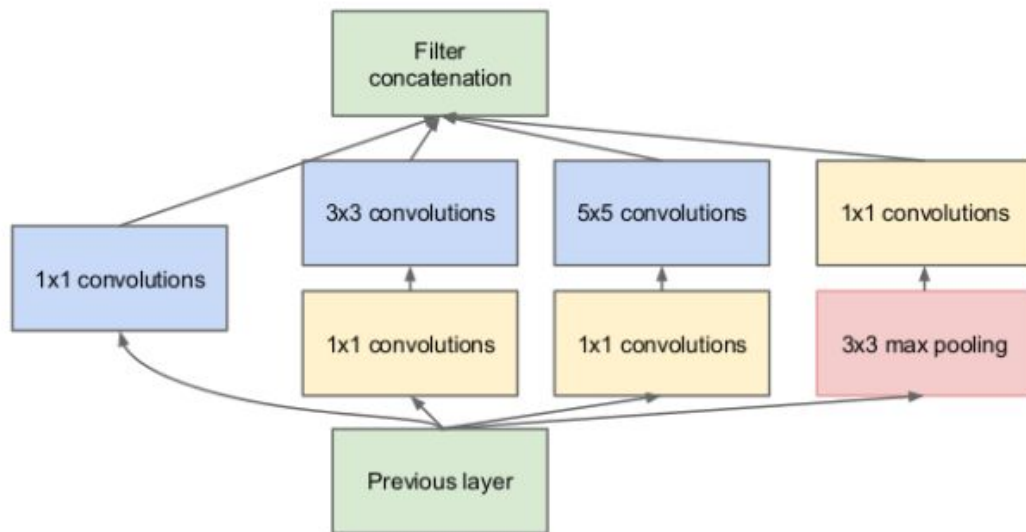 Filter
concatenation
3x3 convolutions
5x5 convolutions
1x1 convolutions
1x1 convolutions
1x1 convolutions
1x1 convolutions
3x3 max pooling
Previous layer